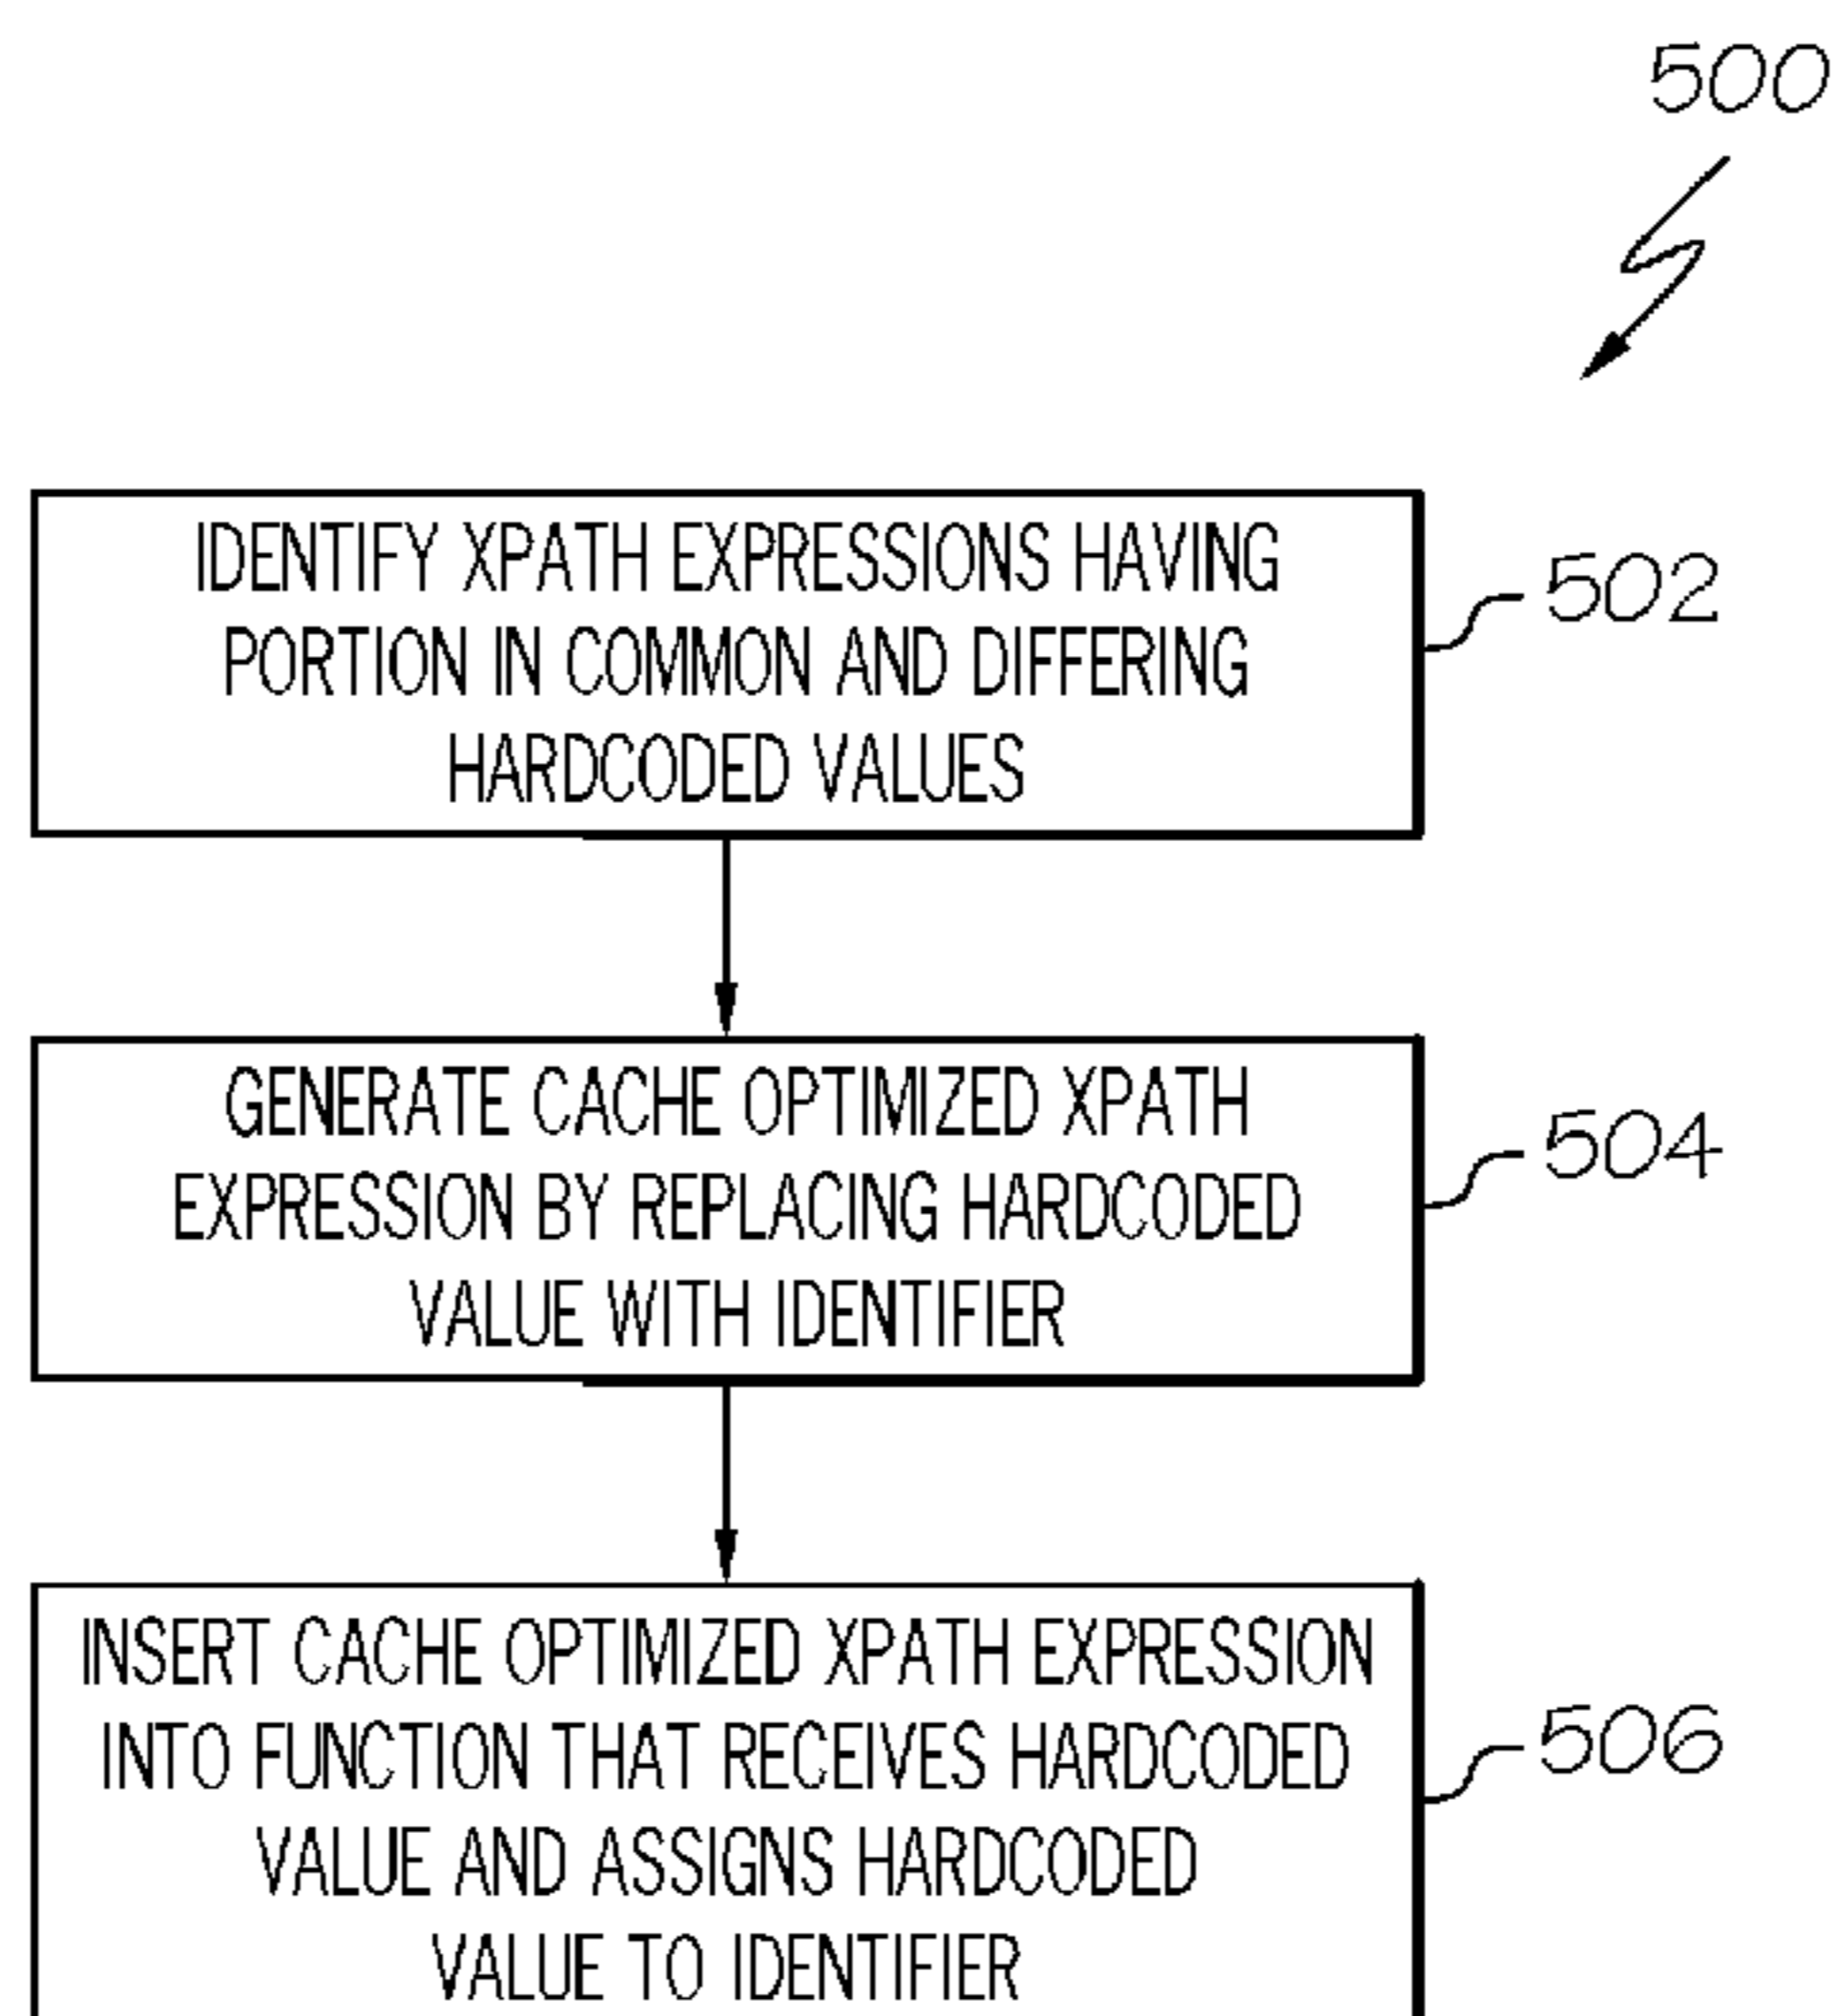 500
IDENTIFY XPATH EXPRESSIONS HAVING
PORTION IN COMMON AND DIFFERING
HARDCODED VALUES
502
GENERATE CACHE OPTIMIZED XPATH
EXPRESSION BY REPLACING HARDCODED
VALUE WITH IDENTIFIER
504
INSERT CACHE OPTIMIZED XPATH EXPRESSION
INTO FUNCTION THAT RECEIVES HARDCODED
VALUE AND ASSIGNS HARDCODED
VALUE TO IDENTIFIER
506